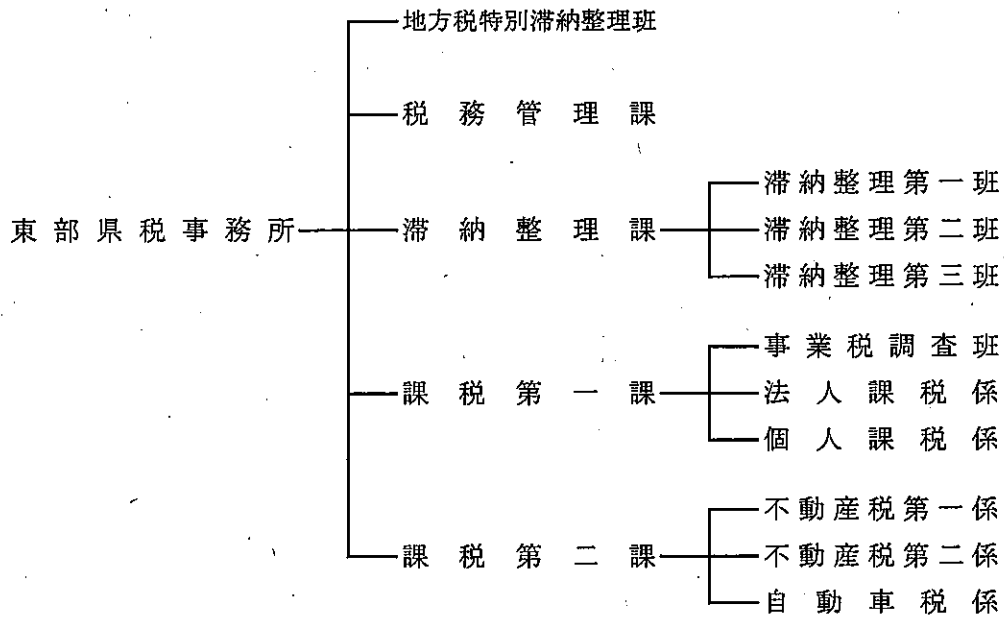 地方税特別滞納整理班
税務管理課
滞納整理第一班
東部県税事務所
滞納整理課
滞納整理第二班
滞納整理第三班
事業税調査班
課税第一課
法人課税係
個人課税係
不動産税第一係
課税第二課
不動産税第二係
自動車税係